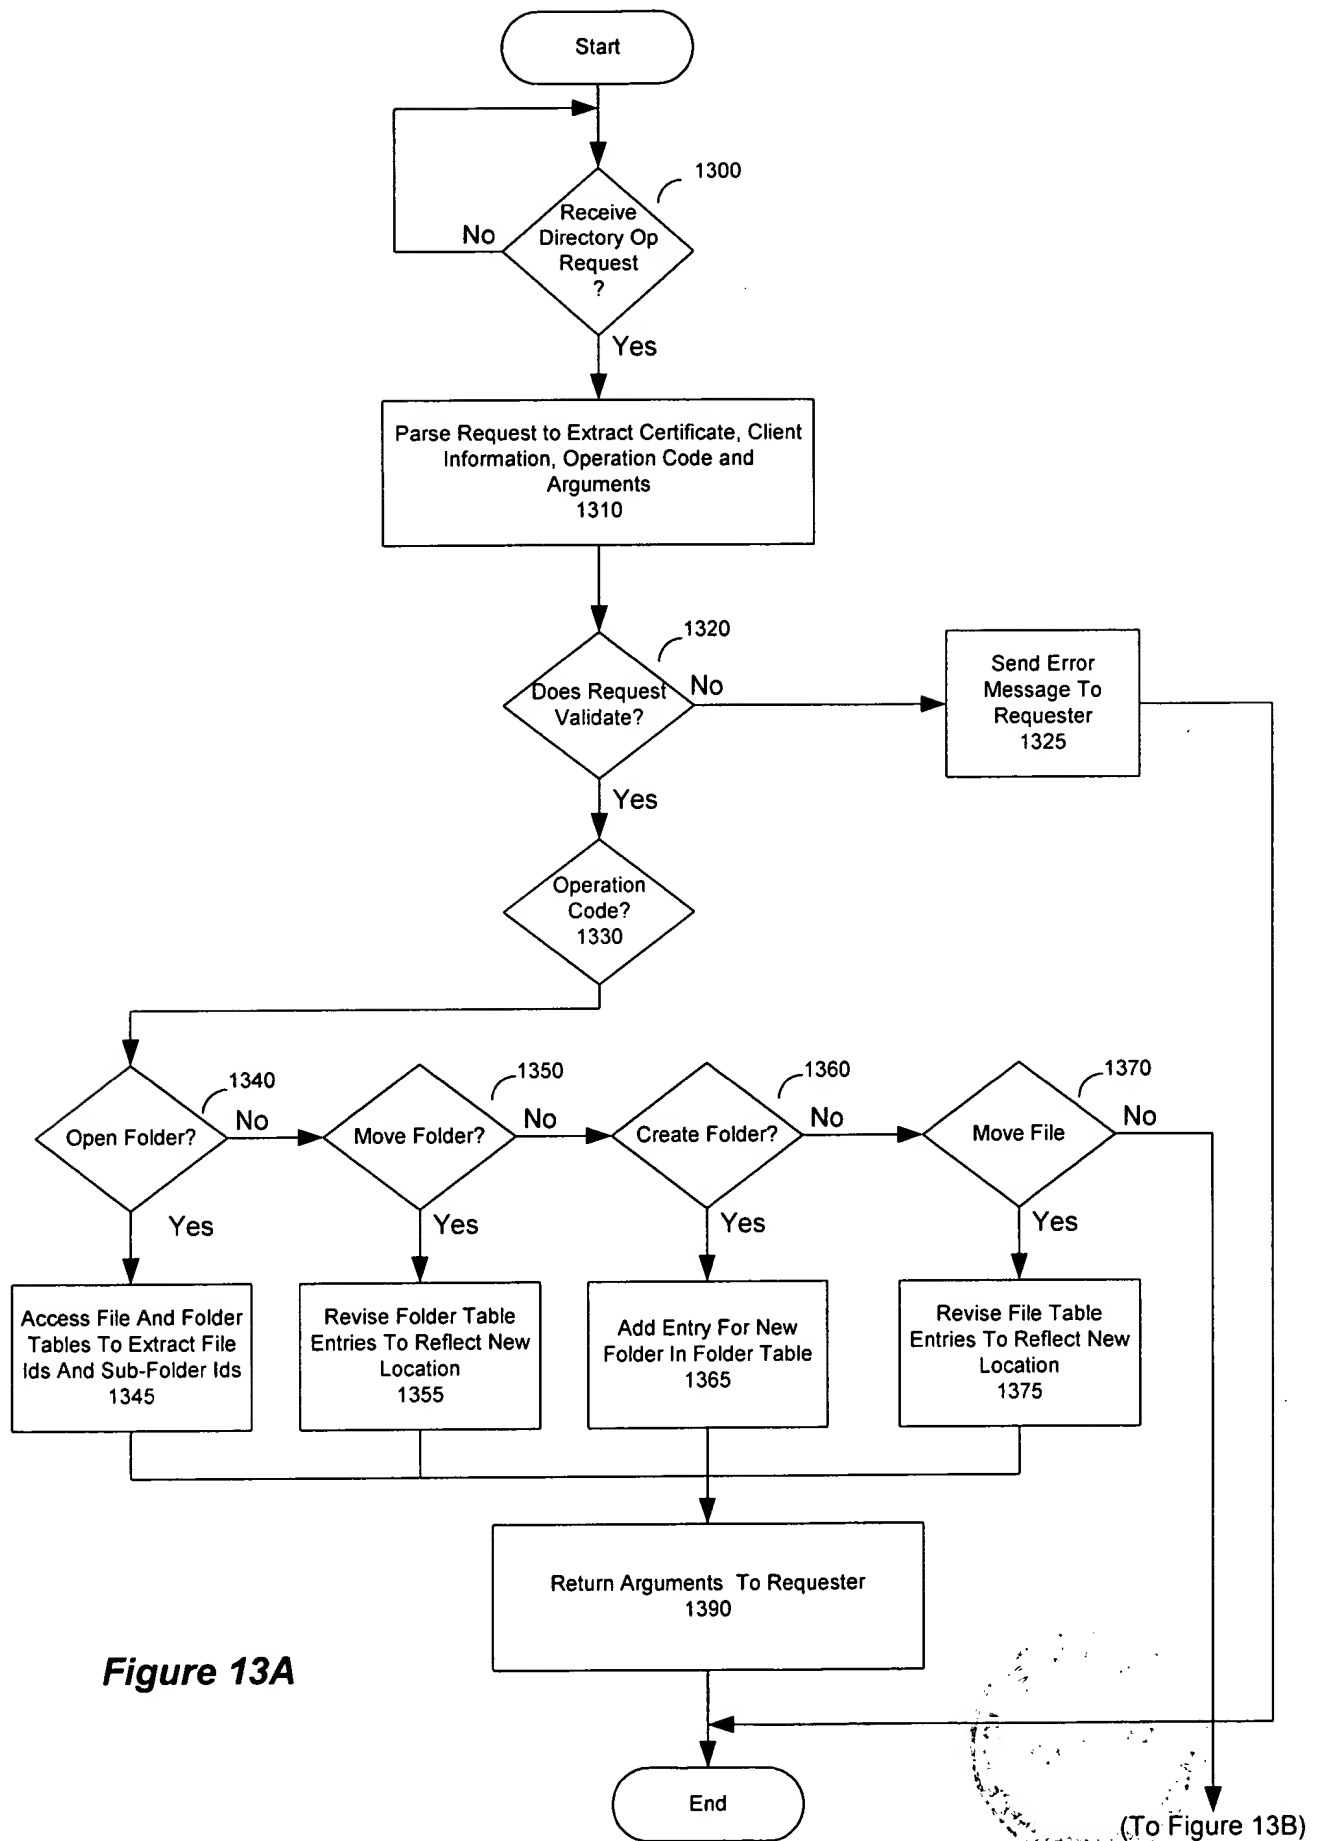 Start
1300
Receive
Directory Op
Request
?
No
Yes
Parse Request to Extract Certificate, Client
Information, Operation Code and
Arguments
1310
1320
Does Request
Validate?
No
Send Error
Message To
Requester
1325
Yes
Operation
Code?
1330
1340
Open Folder?
No
1350
Move Folder?
No
1360
Create Folder?
No
1370
Move File
No
Yes
Yes
Yes
Yes
Access File And Folder
Tables To Extract File
Ids And Sub-Folder Ids
1345
Revise Folder Table
Entries To Reflect New
Location
1355
Add Entry For New
Folder In Folder Table
1365
Revise File Table
Entries To Reflect New
Location
1375
Return Arguments To Requester
1390
Figure 13A
End
(To Figure 13B)